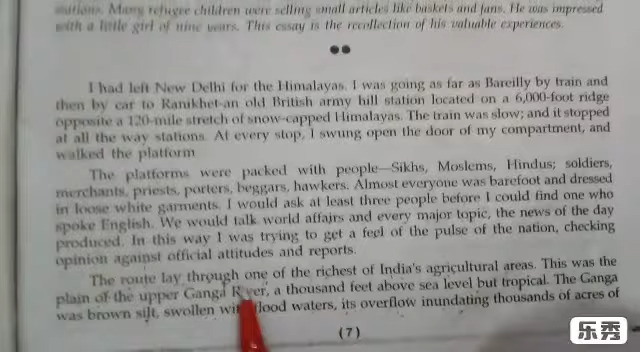 stations. Many refugee children were selling small articles like baskets and fans. He was impressed
with a little girl of nine years. This essay is the recollection of his valuable experiences.
I had left New Delhi for the Himalayas. I was going as far as Bareilly by train and
then by car to Ranikhet-an old British army hill station located on a 6,000-foot ridge
opposite a 120-mile stretch of snow-capped Himalayas. The train was slow; and it stopped
at all the way stations. At every stop, I swung open the door of my compartment, and
walked the platform
The platforms were packed with people—Sikhs, Moslems, Hindus; soldiers,
merchants, priests, porters, beggars, hawkers. Almost everyone was barefoot and dressed
in loose white garments. I would ask at least three people before I could find one who
spoke English. We would talk world affairs and every major topic, the news of the day
produced. In this way I was trying to get a feel of the pulse of the nation, checking
opinion against official attitudes and reports.
The route lay through one of the richest of India's agricultural areas. This was the
plain of the upper Ganga River, a thousand feet above sea level but tropical. The Ganga
was brown silt, swollen with flood waters, its overflow inundating thousands of acres of
(7)
乐秀